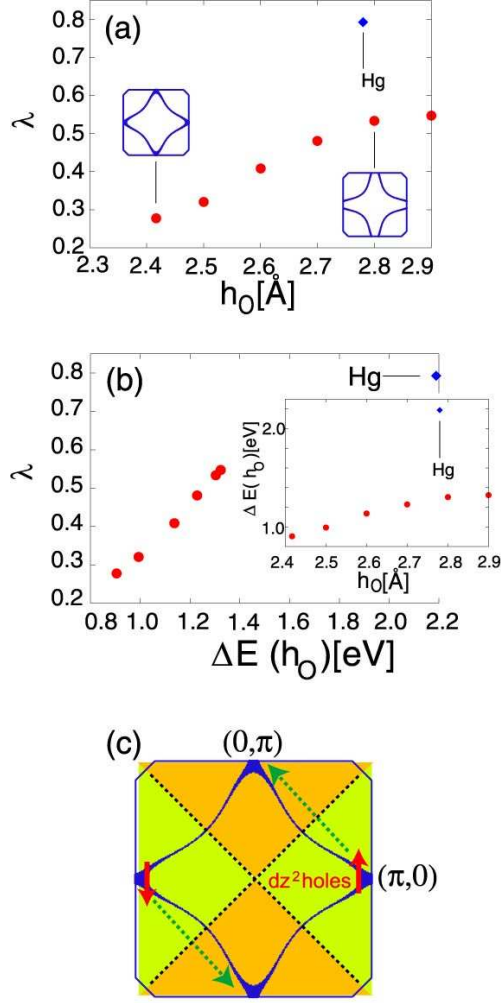 (a)
0.8
0.7
0.6
0.5
0.4
0.3
0.2
λ
Hg
2.3 2.4 2.5 2.6 2.7 2.8 2.9
hO[Å]
(b)
0.8
0.7
0.6
0.5
0.4
0.3
0.2
λ
Hg
2.0
1.0
ΔE(hO)[eV]
Hg
2.4 2.5 2.6 2.7 2.8 2.9
hO[Å]
0.8 1.0 1.2 1.4 1.6 1.8 2.0 2.2
ΔE (hO)[eV]
(c)
(0,π)
dz2holes
(π,0)